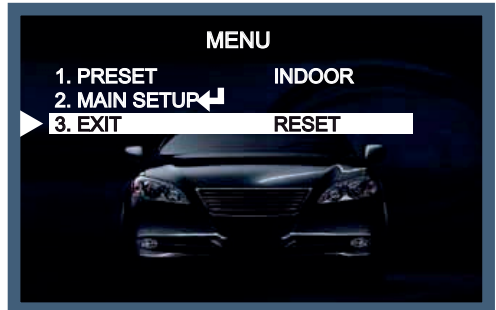 MENU
1. PRESET INDOOR
2. MAIN SETUP↵
3. EXIT RESET